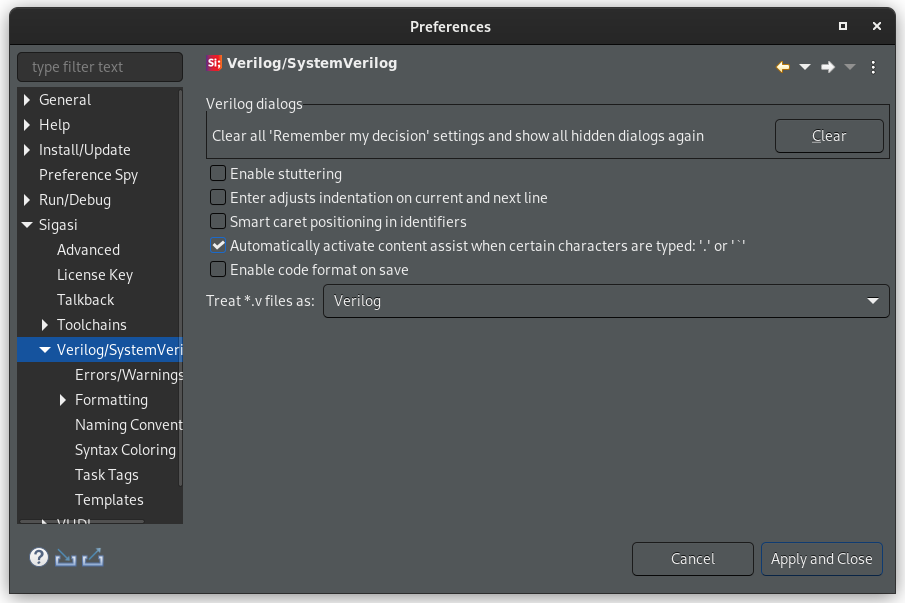 Preferences
type filter text
General
Help
Install/Update
Preference Spy
Run/Debug
Sigasi
Advanced
License Key
Talkback
Toolchains
Verilog/SystemVeri
Errors/Warnings
Formatting
Naming Convent
Syntax Coloring
Task Tags
Templates
VHDL
Si; Verilog/SystemVerilog
Verilog dialogs
Clear all 'Remember my decision' settings and show all hidden dialogs again
Clear
Enable stuttering
Enter adjusts indentation on current and next line
Smart caret positioning in identifiers
Automatically activate content assist when certain characters are typed: '.' or '`'
Enable code format on save
Treat *.v files as:
Verilog
?
Cancel
Apply and Close